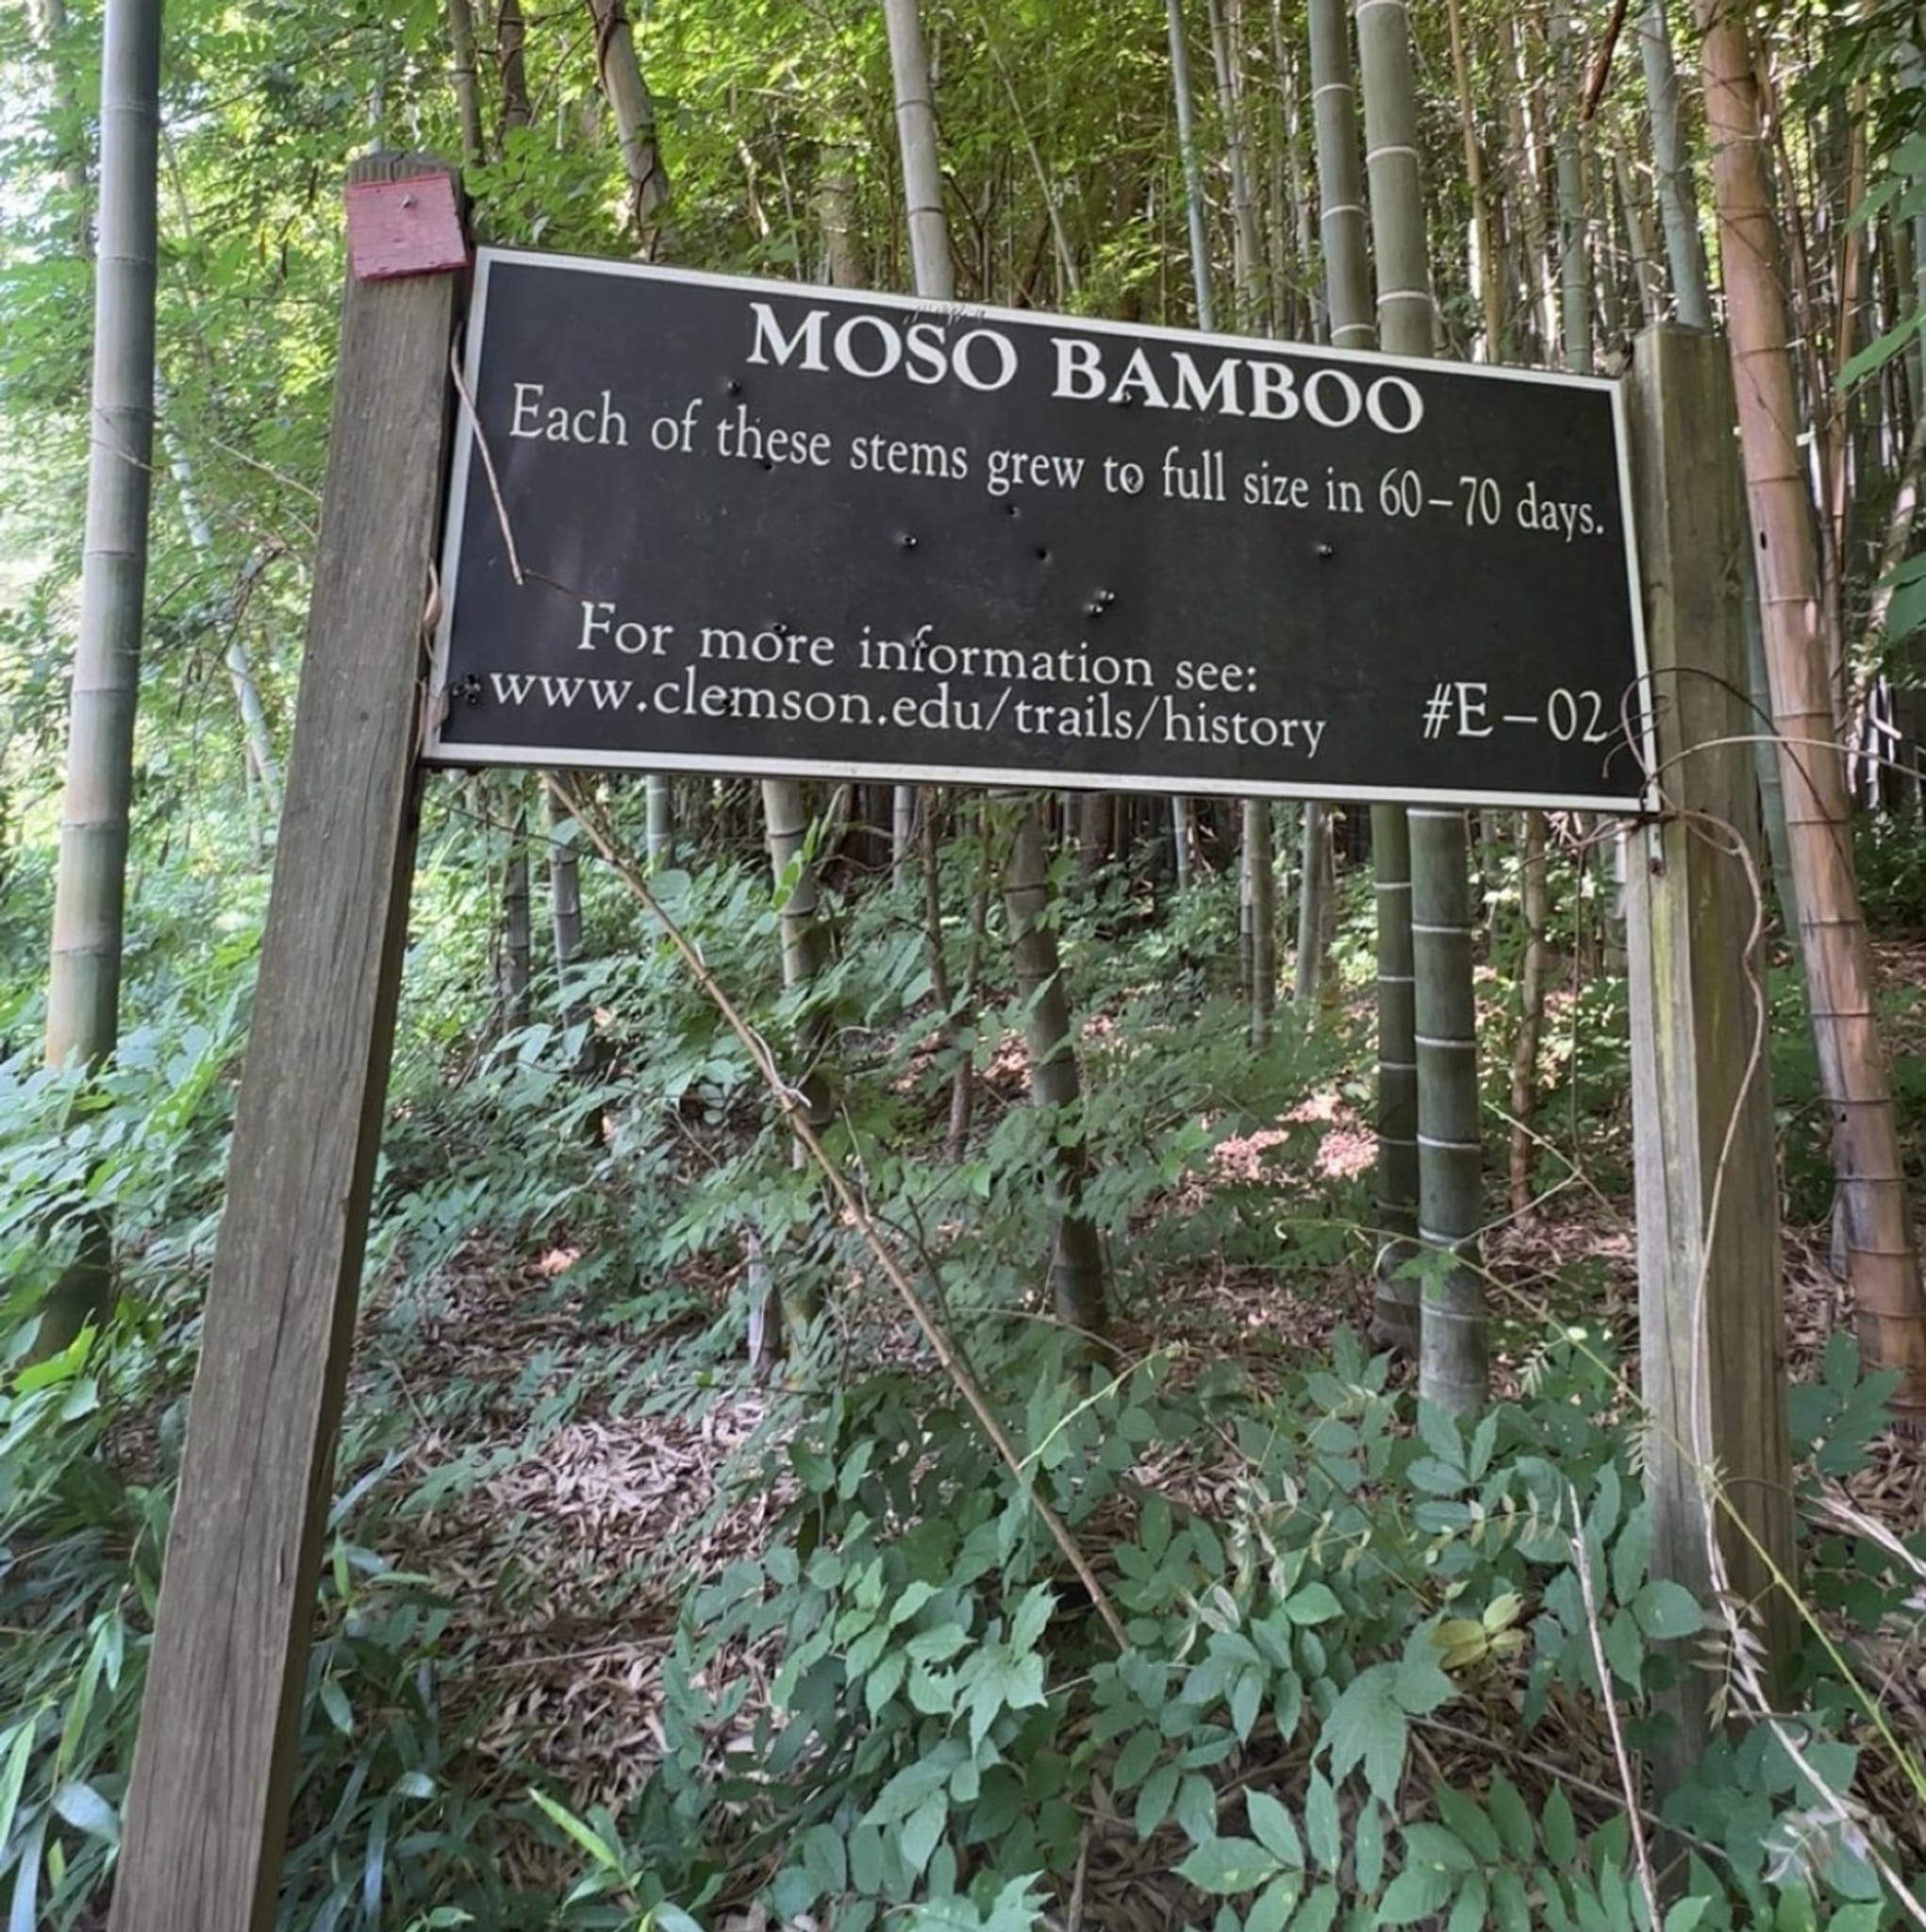 MOSO BAMBOO
Each of these stems grew to full size in 60–70 days.
For more information see:
www.clemson.edu/trails/history #E–02